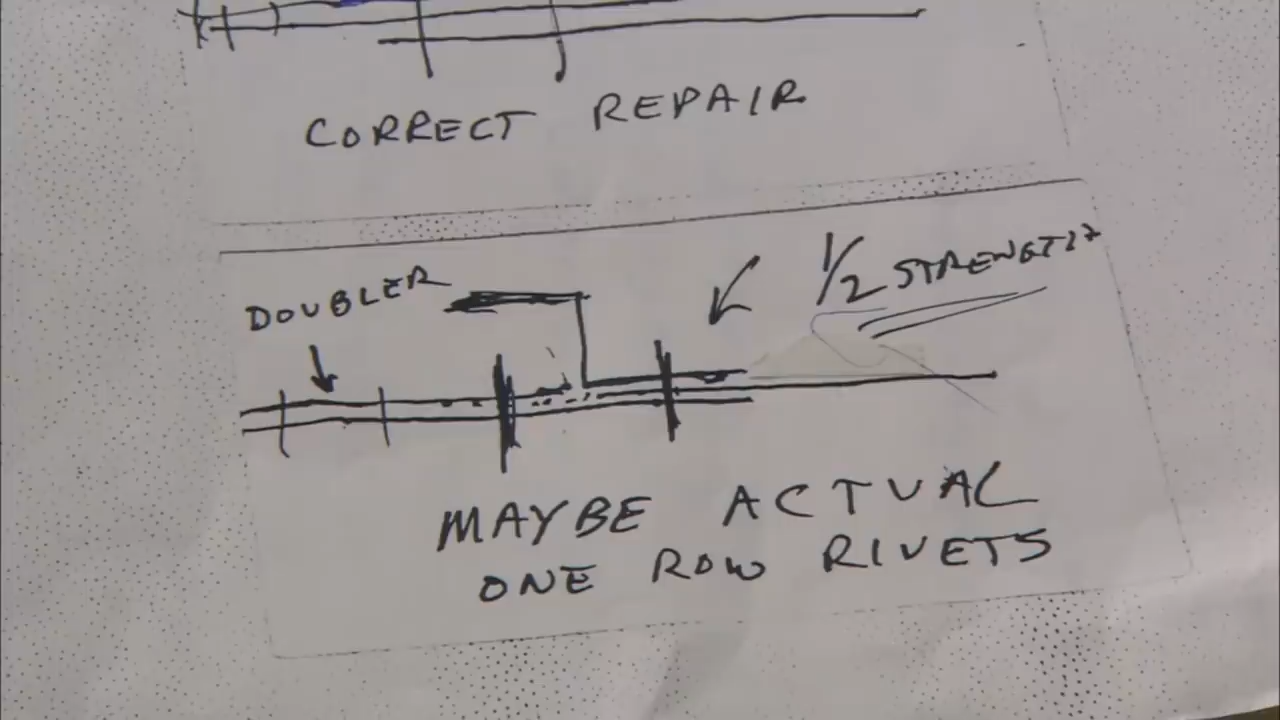 CORRECT REPAIR
DOUBLER
1/2 STRENGTH
MAYBE ACTUAL
ONE ROW RIVETS